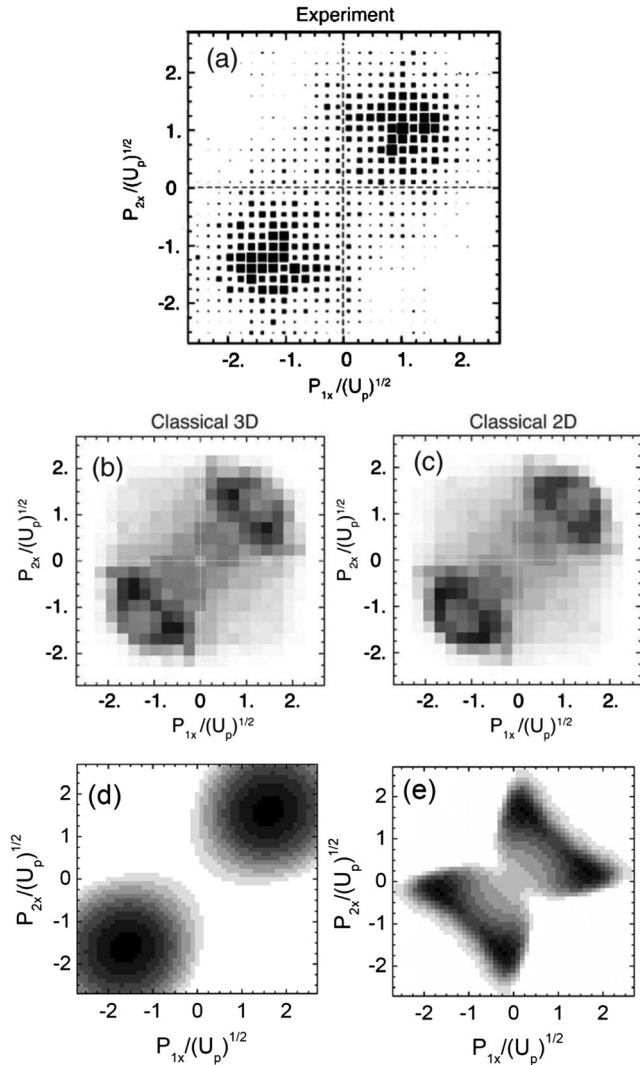 Experiment
(a)
2.
1.
0
-1.
-2.
P2x/(Up)1/2
-2. -1. 0 1. 2.
P1x/(Up)1/2
Classical 3D Classical 2D
(b) (c)
2. 2.
1. 1.
0 0
-1. -1.
-2. -2.
P2x/(Up)1/2 P2x/(Up)1/2
-2. -1. 0 1. 2. -2. -1. 0 1. 2.
P1x/(Up)1/2 P1x/(Up)1/2
(d) (e)
2 2
1 1
0 0
-1 -1
-2 -2
P2x/(Up)1/2 P2x/(Up)1/2
-2 -1 0 1 2 -2 -1 0 1 2
P1x/(Up)1/2 P1x/(Up)1/2